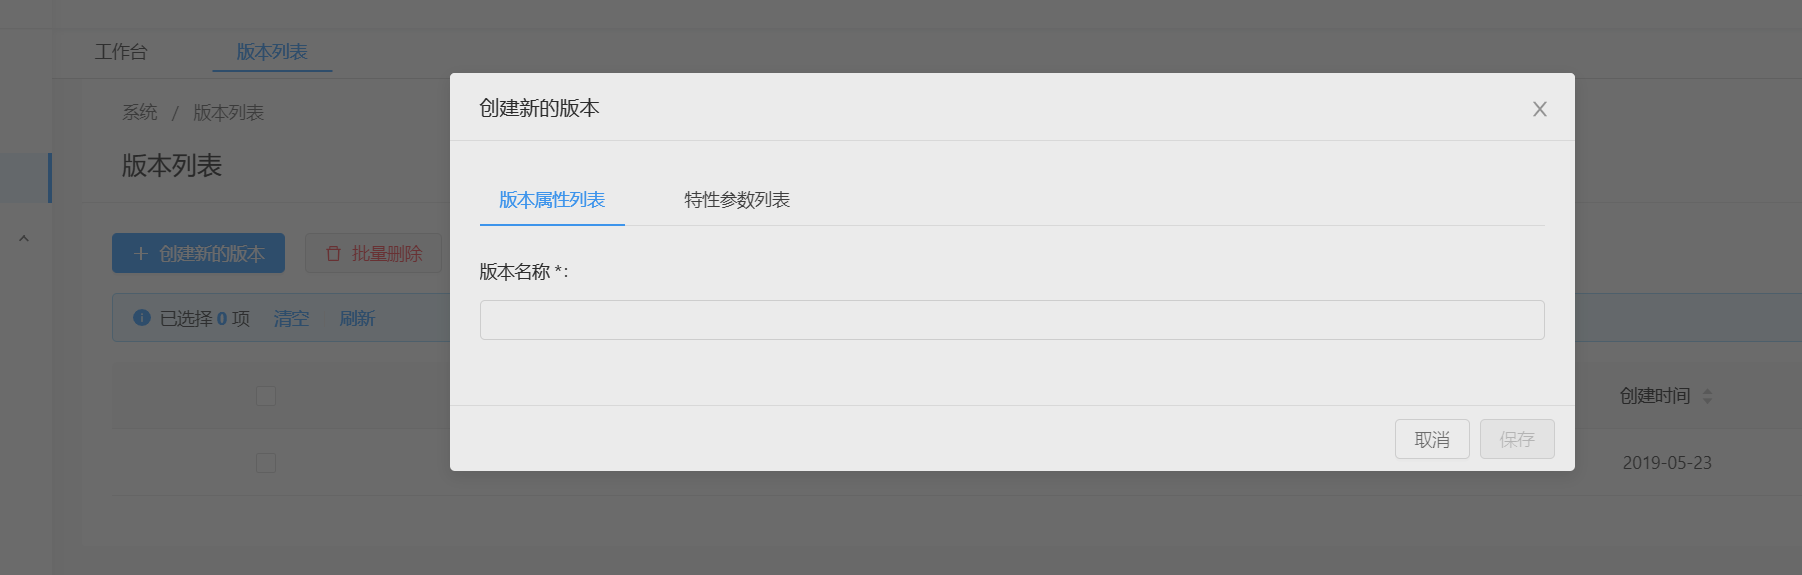 工作台 版本列表
系统 / 版本列表
版本列表
创建新的版本 批量删除
已选择 0 项 清空 刷新
创建时间
2019-05-23
创建新的版本
版本属性列表 特性参数列表
版本名称 *:
取消 保存